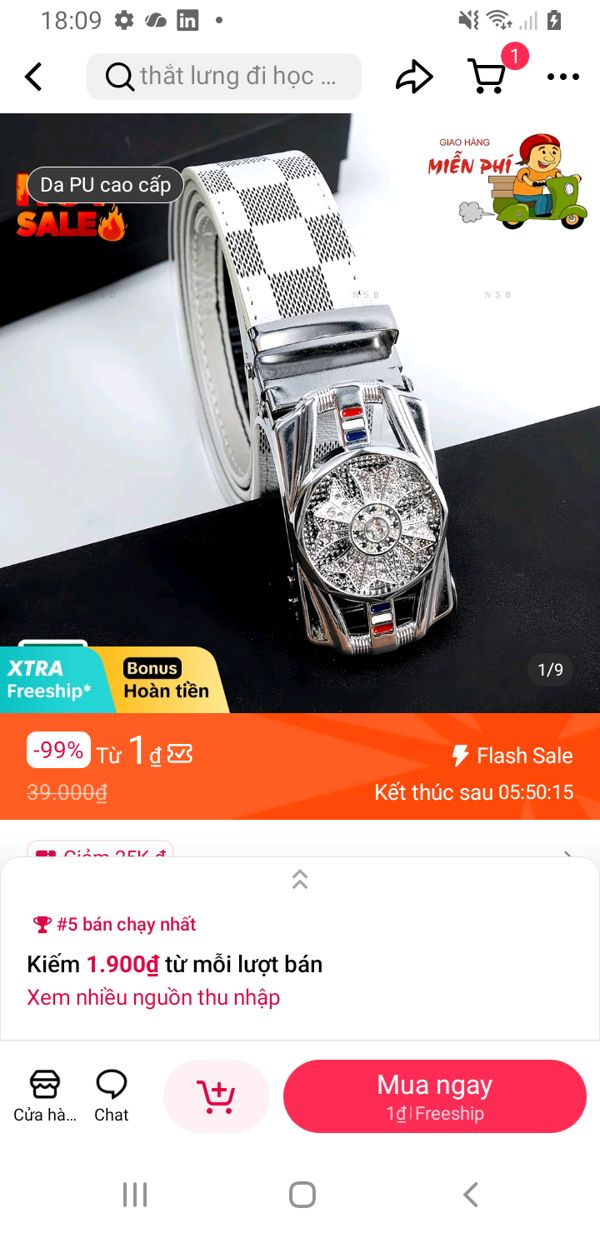 18:09
thắt lưng đi học ...
1
GIAO HÀNG
MIỄN PHÍ
Da PU cao cấp
SALE
NSB
NSB
XTRA
Freeship*
Bonus
Hoàn tiền
1/9
-99% Từ 1₫
Flash Sale
39.000₫
Kết thúc sau 05:50:15
#5 bán chạy nhất
Kiếm 1.900₫ từ mỗi lượt bán
Xem nhiều nguồn thu nhập
Cửa hà...
Chat
Mua ngay
1₫|Freeship